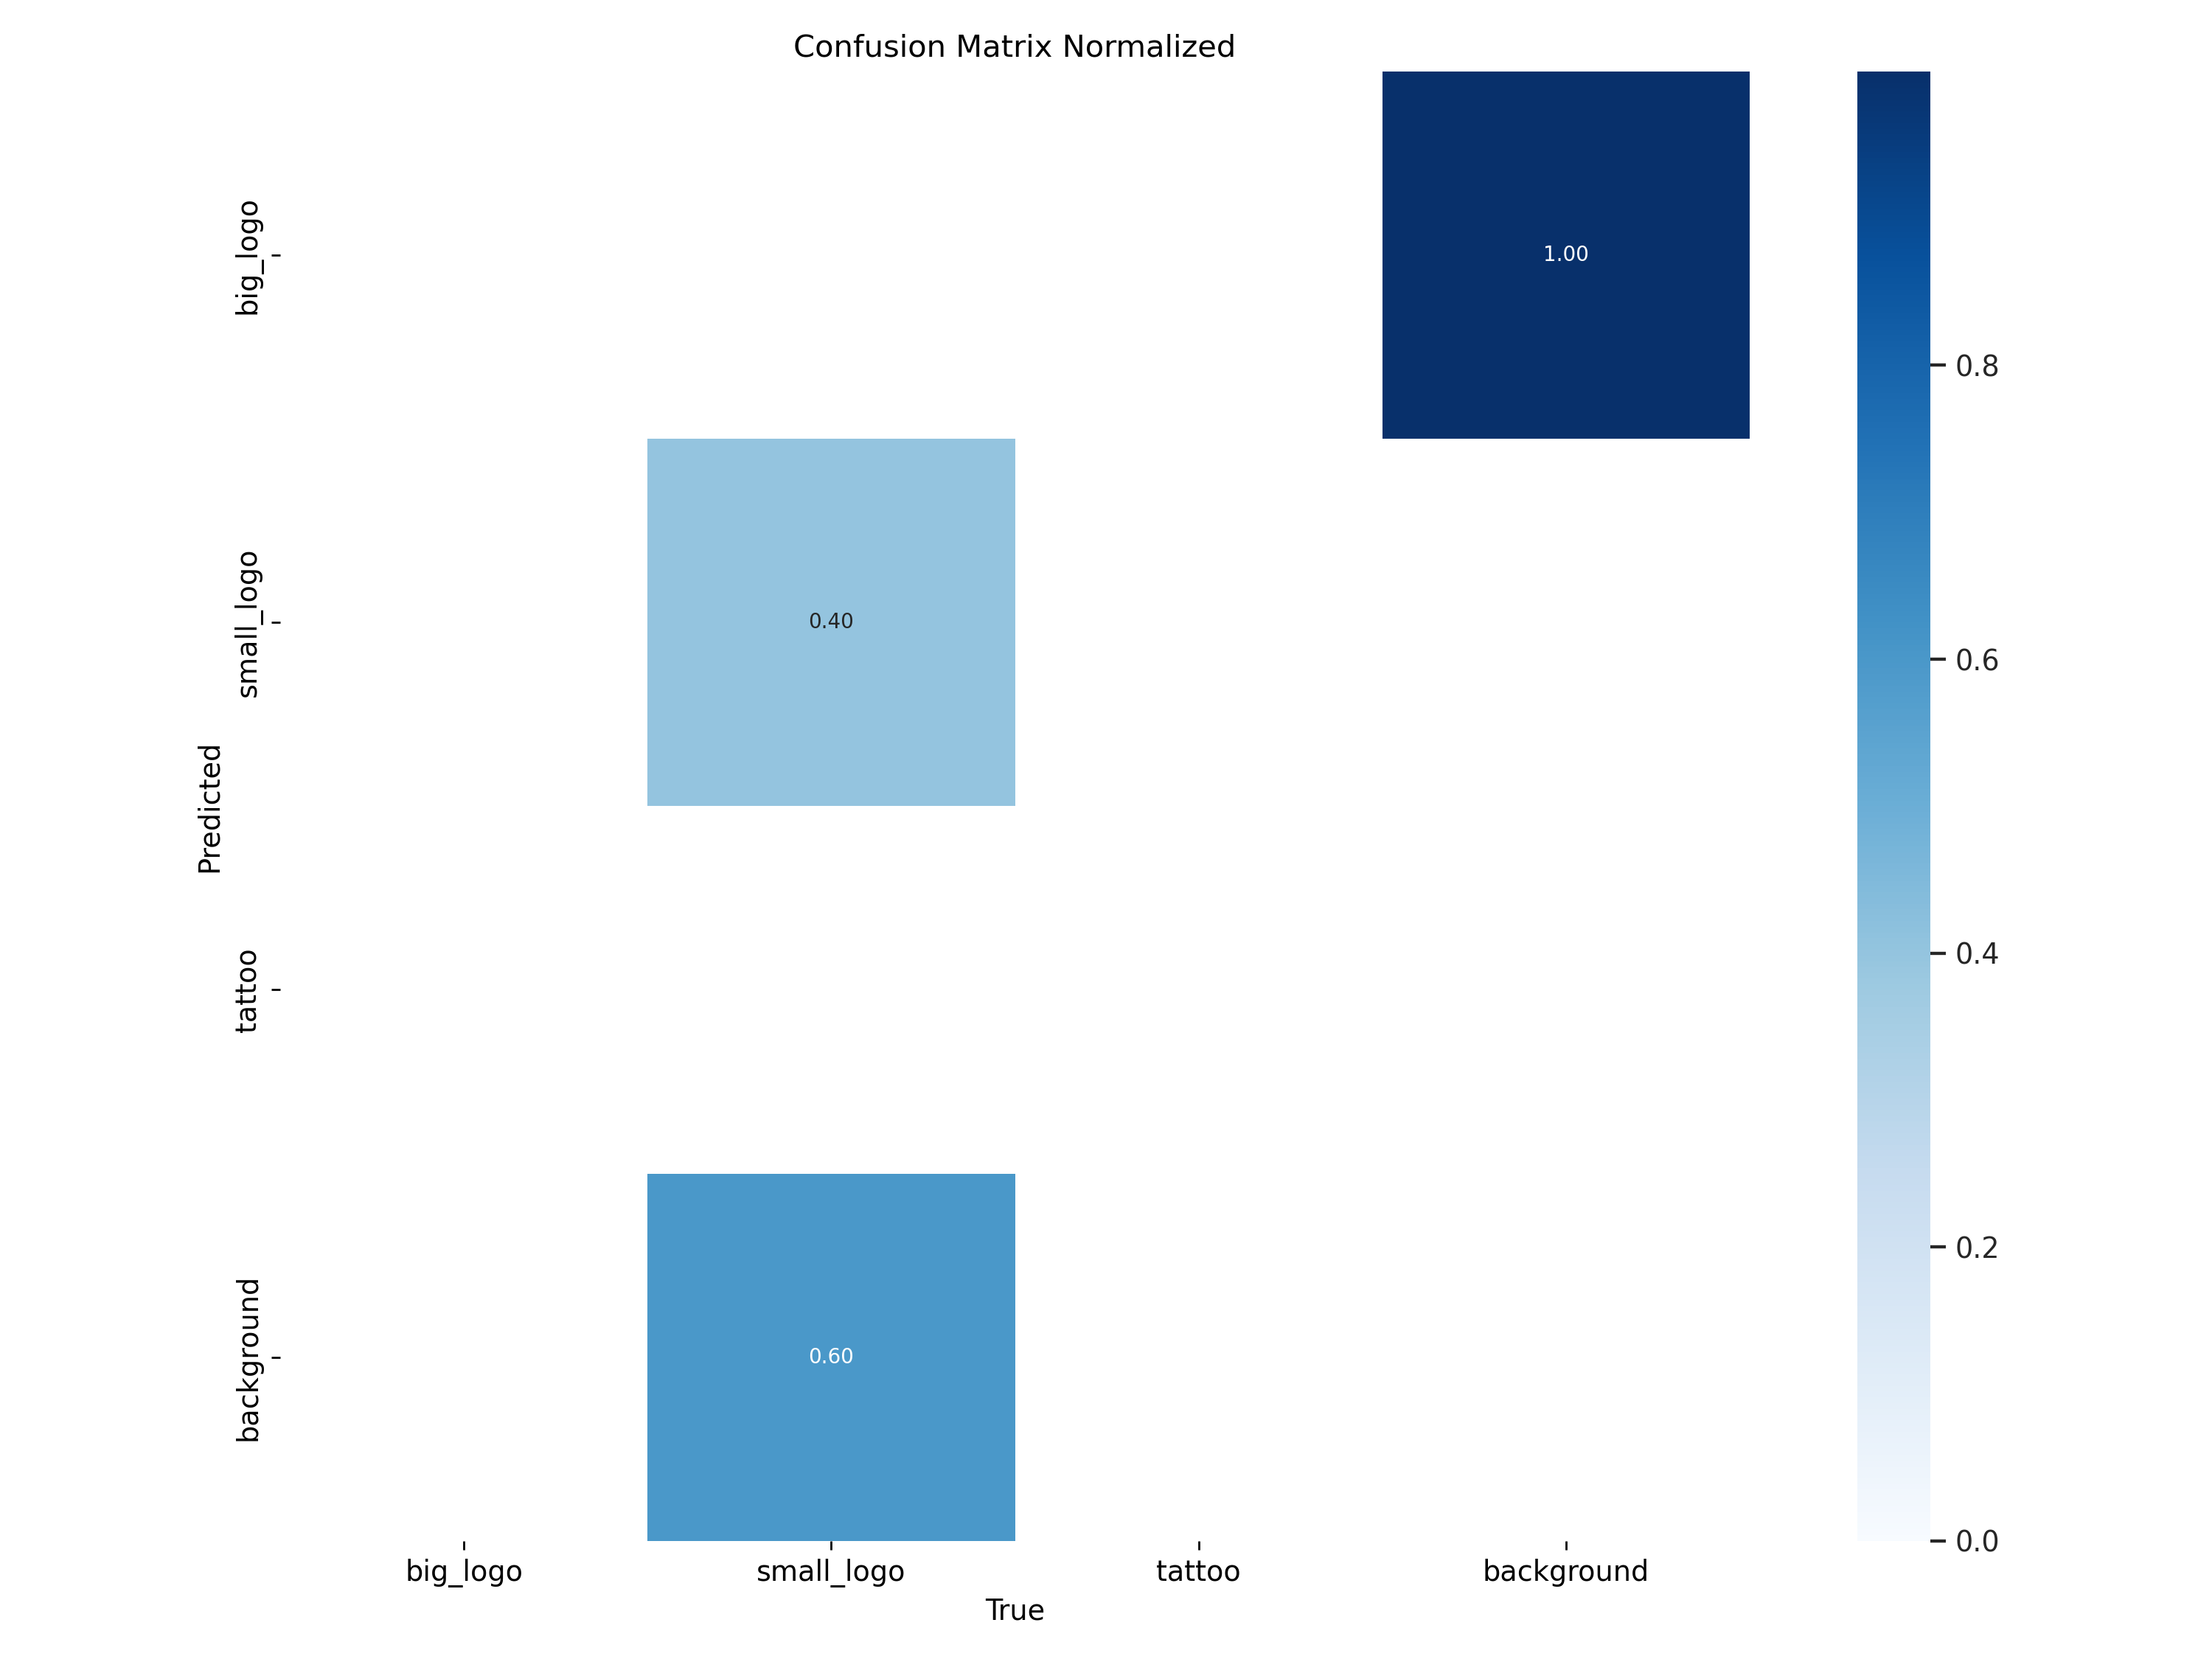 Confusion Matrix Normalized
big_logo
1.00
0.8
small_logo
0.40
0.6
Predicted
tattoo
0.4
background
0.60
0.2
0.0
big_logo small_logo tattoo background
True